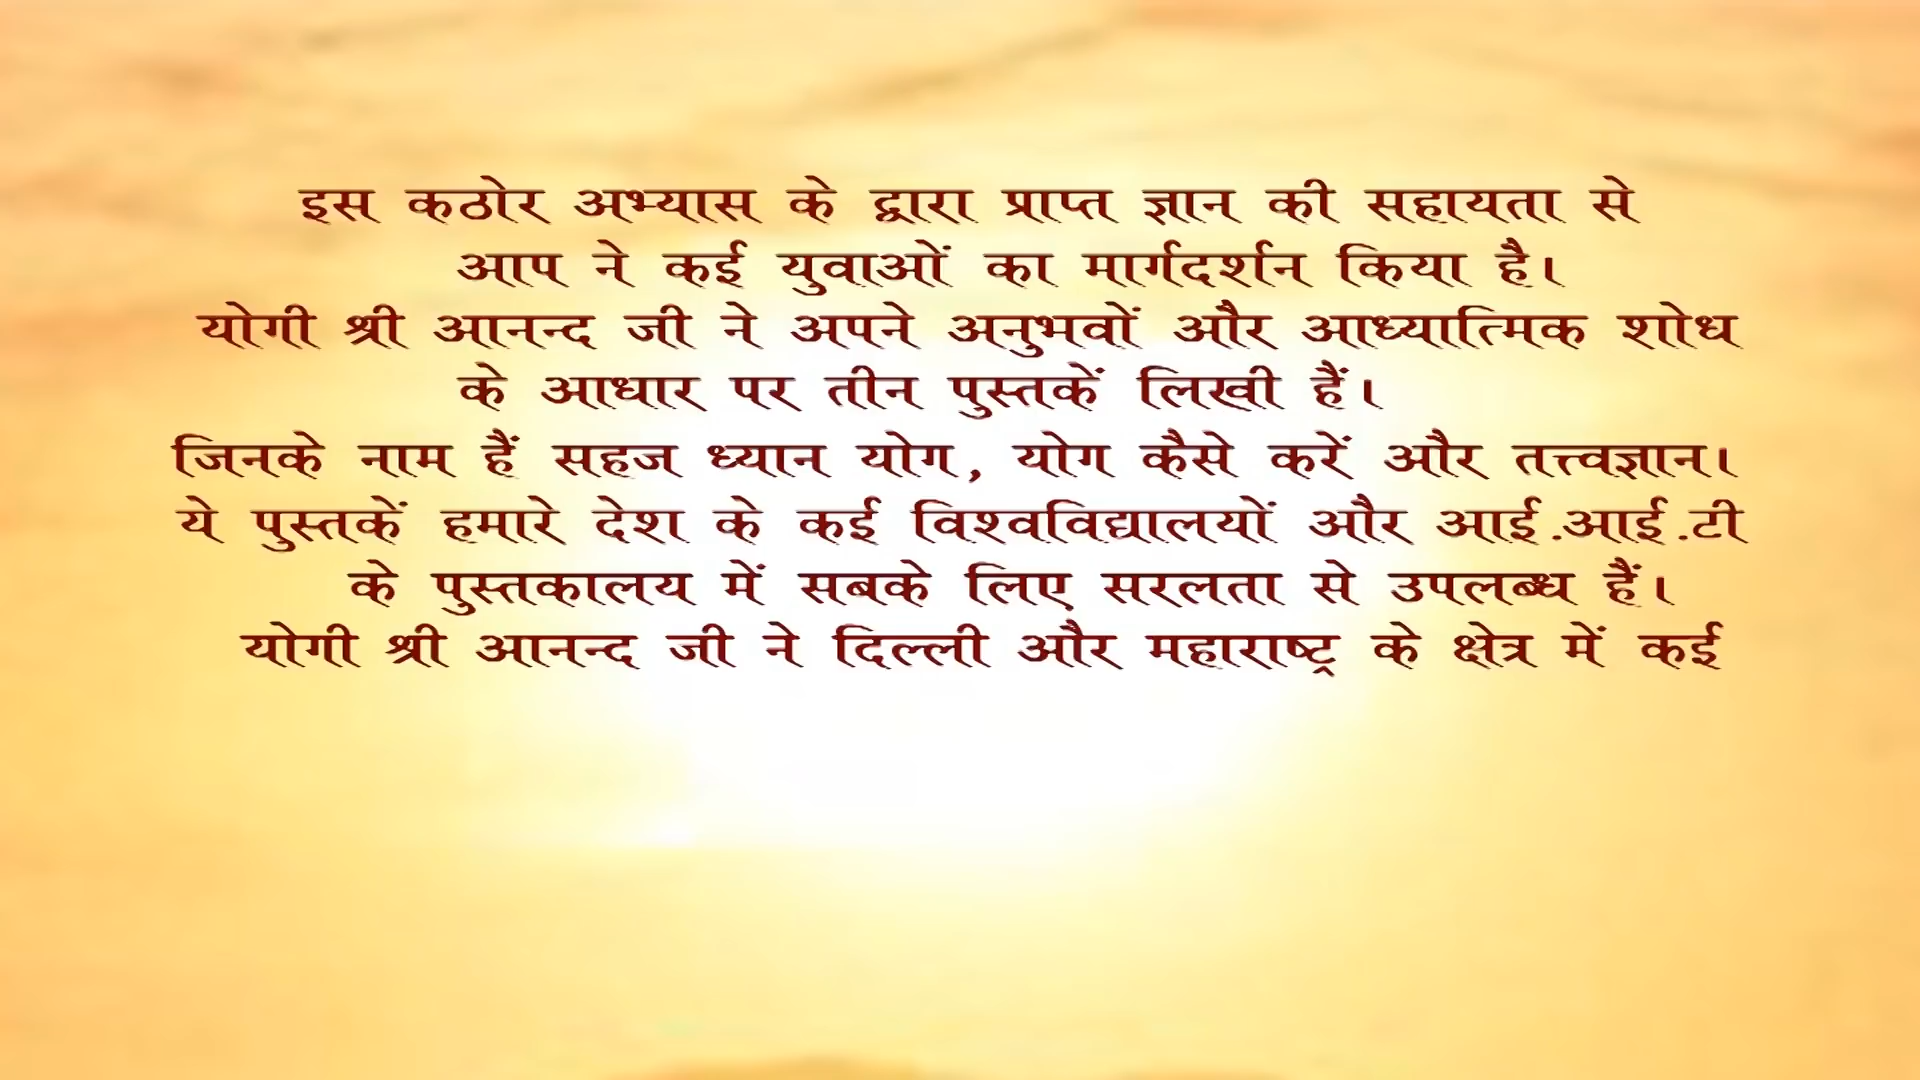 इस कठोर अभ्यास के द्वारा प्राप्त ज्ञान की सहायता से
आप ने कई युवाओं का मार्गदर्शन किया है।
योगी श्री आनन्द जी ने अपने अनुभवों और आध्यात्मिक शोध
के आधार पर तीन पुस्तकें लिखी हैं।
जिनके नाम हैं सहज ध्यान योग, योग कैसे करें और तत्त्वज्ञान।
ये पुस्तकें हमारे देश के कई विश्वविद्यालयों और आई.आई.टी
के पुस्तकालय में सबके लिए सरलता से उपलब्ध हैं।
योगी श्री आनन्द जी ने दिल्ली और महाराष्ट्र के क्षेत्र में कई